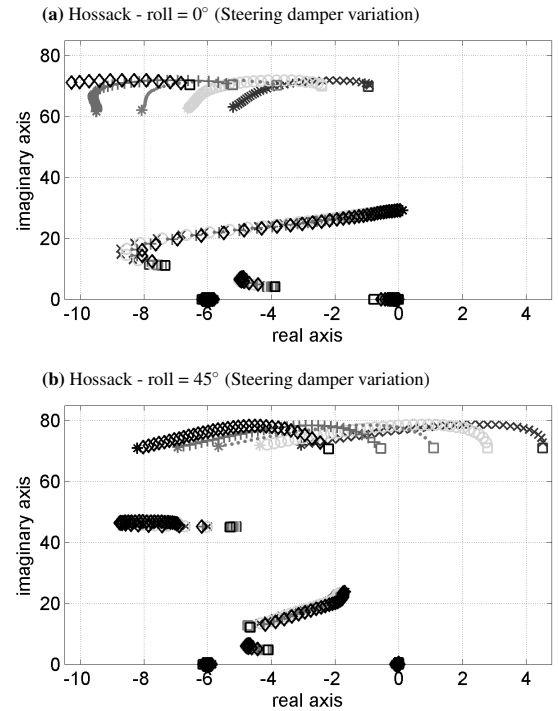 (a) Hossack - roll = 0° (Steering damper variation)
80
60
40
20
0
imaginary axis
-10 -8 -6 -4 -2 0 2 4
real axis
(b) Hossack - roll = 45° (Steering damper variation)
80
60
40
20
0
imaginary axis
-10 -8 -6 -4 -2 0 2 4
real axis